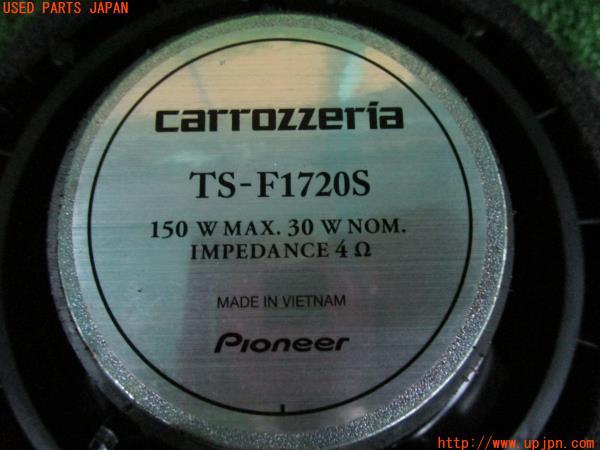 USED PARTS JAPAN
carrozzeria
TS-F1720S
150 W MAX. 30 W NOM.
IMPEDANCE 4 Ω
MADE IN VIETNAM
Pioneer
http://www.upjpn.com/